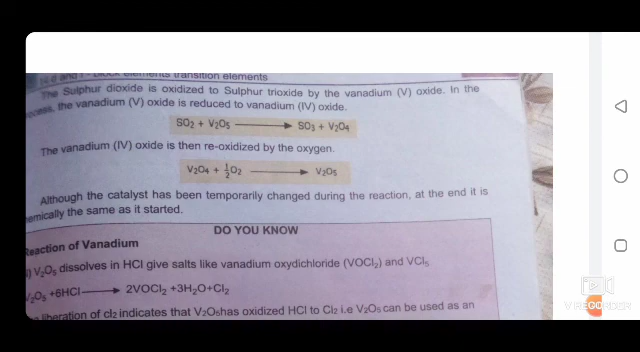 Block elements transition elements
The Sulphur dioxide is oxidized to Sulphur trioxide by the vanadium (V) oxide. In the
the vanadium (V) oxide is reduced to vanadium (IV) oxide.
SO₂ + V₂O₅ ⟶ SO₃ + V₂O₄
The vanadium (IV) oxide is then re-oxidized by the oxygen.
V₂O₄ + ½O₂ ⟶ V₂O₅
Although the catalyst has been temporarily changed during the reaction, at the end it is
emically the same as it started.
DO YOU KNOW
Reaction of Vanadium
i) V₂O₅ dissolves in HCl give salts like vanadium oxydichloride (VOCl₂) and VCl₅
V₂O₅ +6HCl ⟶ 2VOCl₂ +3H₂O+Cl₂
liberation of cl₂ indicates that V₂O₅has oxidized HCl to Cl₂ i.e V₂O₅ can be used as an
V RECORDER